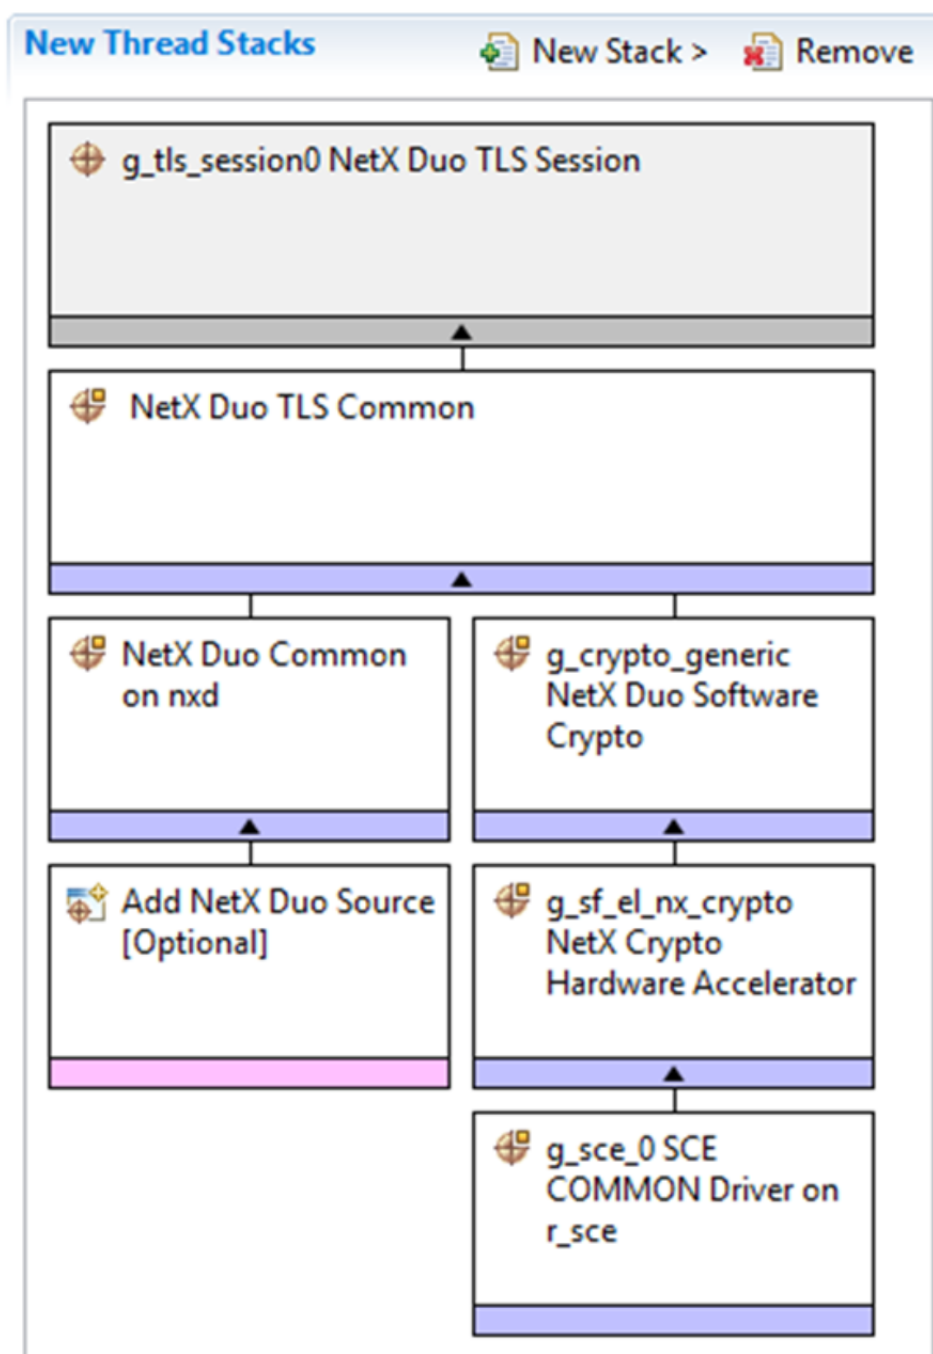 New Thread Stacks
New Stack >
Remove
g_tls_session0 NetX Duo TLS Session
NetX Duo TLS Common
NetX Duo Common
on nxd
g_crypto_generic
NetX Duo Software
Crypto
Add NetX Duo Source
[Optional]
g_sf_el_nx_crypto
NetX Crypto
Hardware Accelerator
g_sce_0 SCE
COMMON Driver on
r_sce